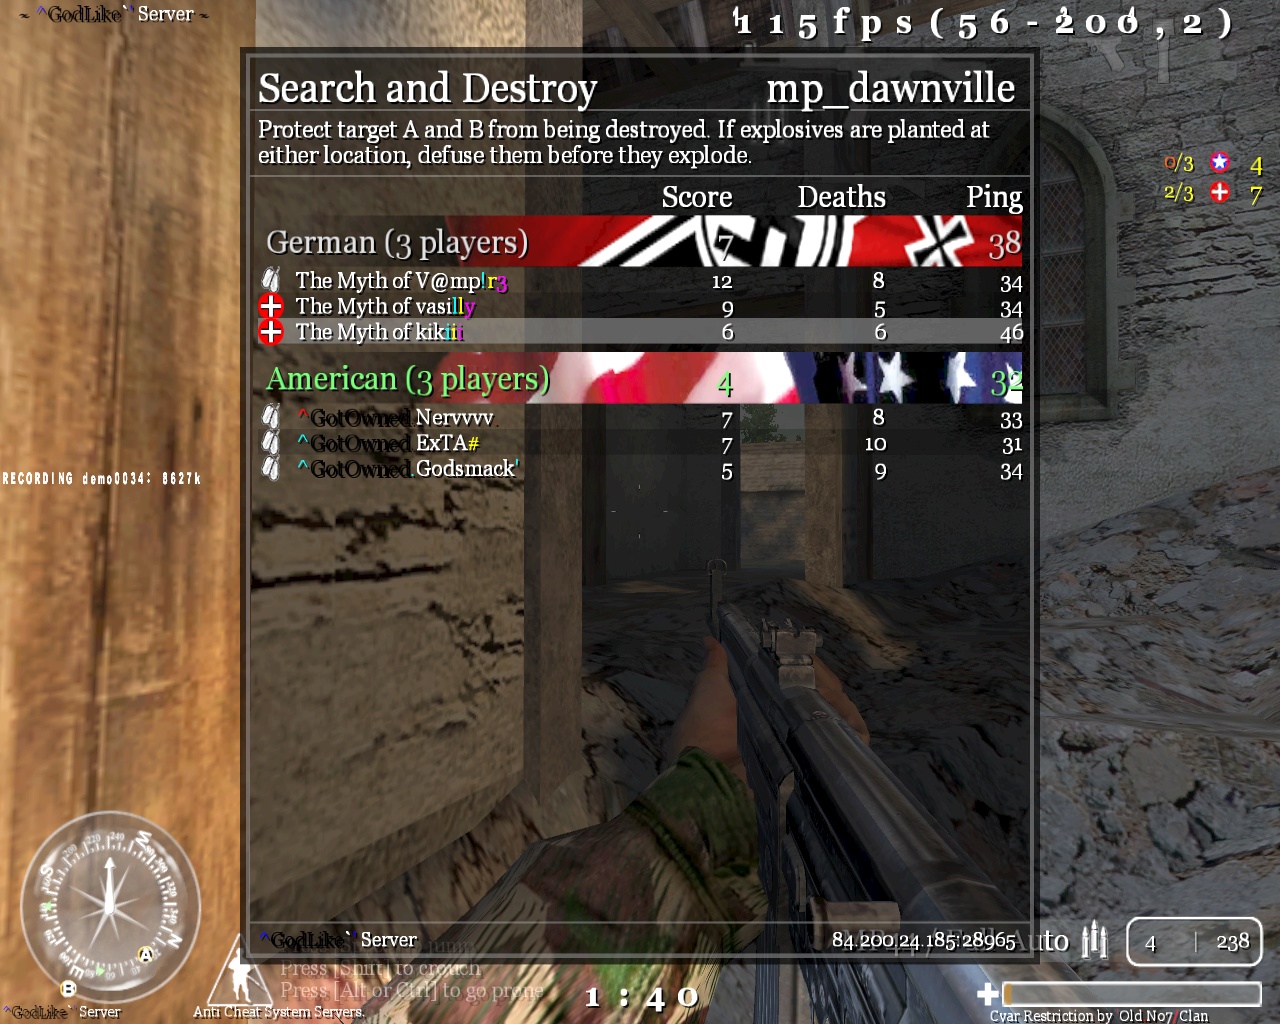 ~ ^GodLike`' Server ~
115fps(56-200,2)
Search and Destroy mp_dawnville
Protect target A and B from being destroyed. If explosives are planted at
either location, defuse them before they explode.
0/3 4
2/3 7
Score Deaths Ping
German (3 players) 7 38
The Myth of V@mp!r3 12 8 34
The Myth of vasilly 9 5 34
The Myth of kikiii 6 6 46
American (3 players) 4 32
^GotOwned.Nervvvv. 7 8 33
^GotOwned.ExTA# 7 10 31
^GotOwned.Godsmack' 5 9 34
RECORDING demo0034: 8627k
^GodLike`' Server 84.200.24.185:28965
MP44 / Full Auto 4 | 238
jump
Press [Shift] to crouch
Press [Alt or Ctrl] to go prone
1:40
^GodLike` Server
Anti Cheat System Servers.
Cvar Restriction by Old No7 Clan
A
B